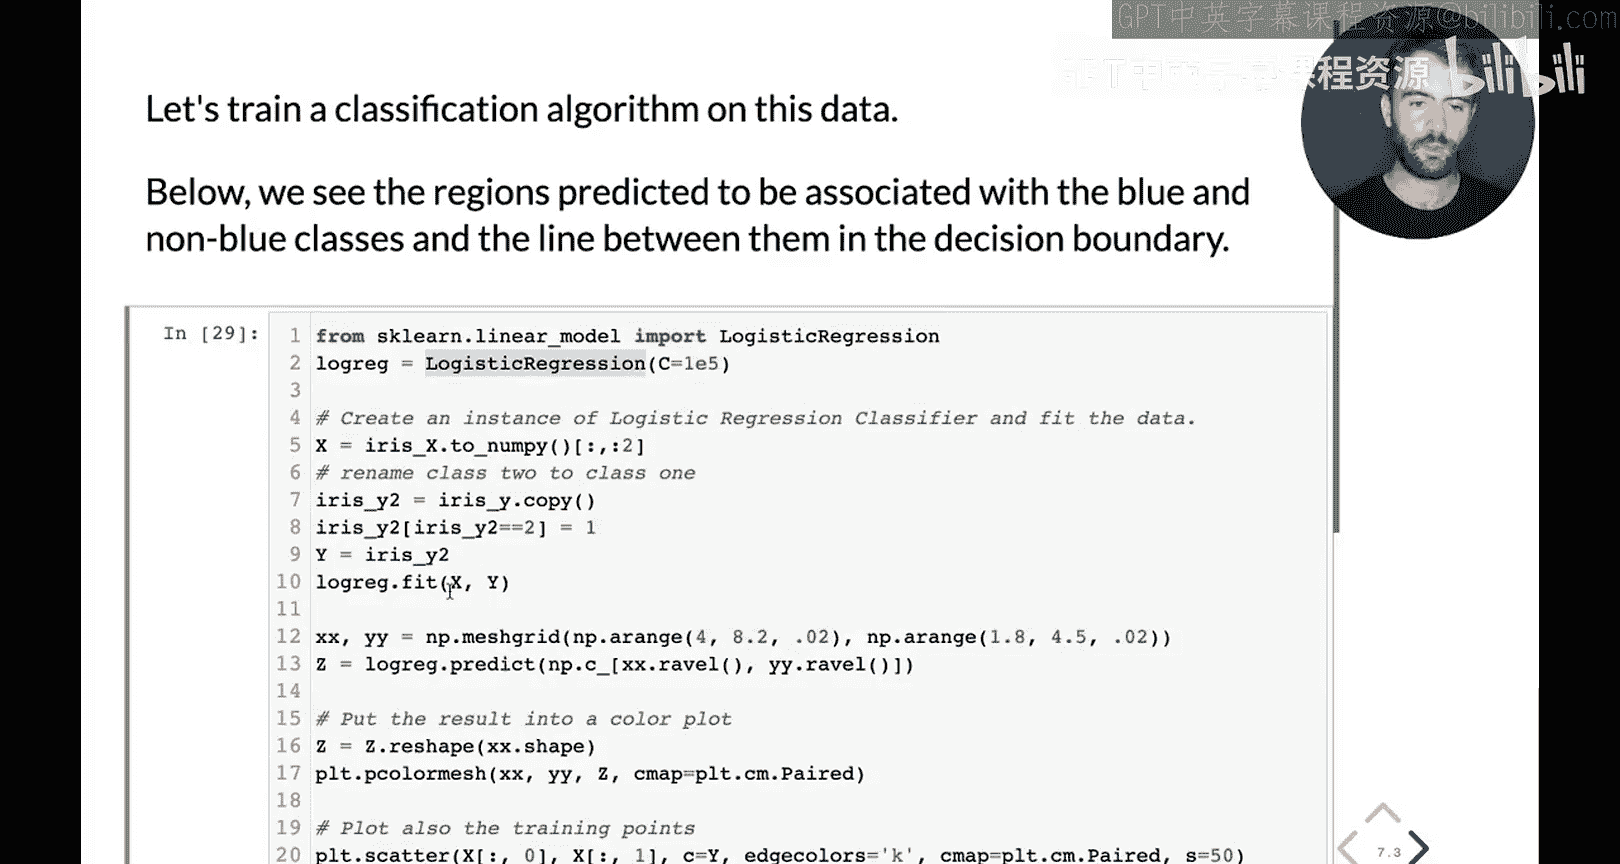 GPT中英字幕课程资源@bilibili.com
课程资源 bilibili
Let's train a classification algorithm on this data.
Below, we see the regions predicted to be associated with the blue and
non-blue classes and the line between them in the decision boundary.
In [29]:
1 from sklearn.linear_model import LogisticRegression
2 logreg = LogisticRegression(C=1e5)
3
4 # Create an instance of Logistic Regression Classifier and fit the data.
5 X = iris_X.to_numpy()[:,:2]
6 # rename class two to class one
7 iris_y2 = iris_y.copy()
8 iris_y2[iris_y2==2] = 1
9 Y = iris_y2
10 logreg.fit(X, Y)
11
12 xx, yy = np.meshgrid(np.arange(4, 8.2, .02), np.arange(1.8, 4.5, .02))
13 Z = logreg.predict(np.c_[xx.ravel(), yy.ravel()])
14
15 # Put the result into a color plot
16 Z = Z.reshape(xx.shape)
17 plt.pcolormesh(xx, yy, Z, cmap=plt.cm.Paired)
18
19 # Plot also the training points
20 plt.scatter(X[:, 0], X[:, 1], c=Y, edgecolors='k', cmap=plt.cm.Paired, s=50)
7.3